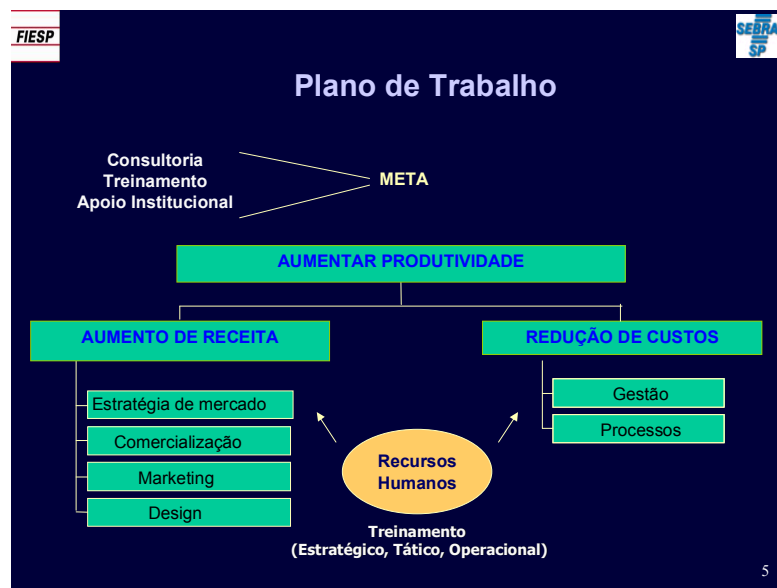 FIESP
SEBRA
SP
Plano de Trabalho
Consultoria
Treinamento
Apoio Institucional
META
AUMENTAR PRODUTIVIDADE
AUMENTO DE RECEITA
REDUÇÃO DE CUSTOS
Estratégia de mercado
Comercialização
Marketing
Design
Gestão
Processos
Recursos
Humanos
Treinamento
(Estratégico, Tático, Operacional)
5